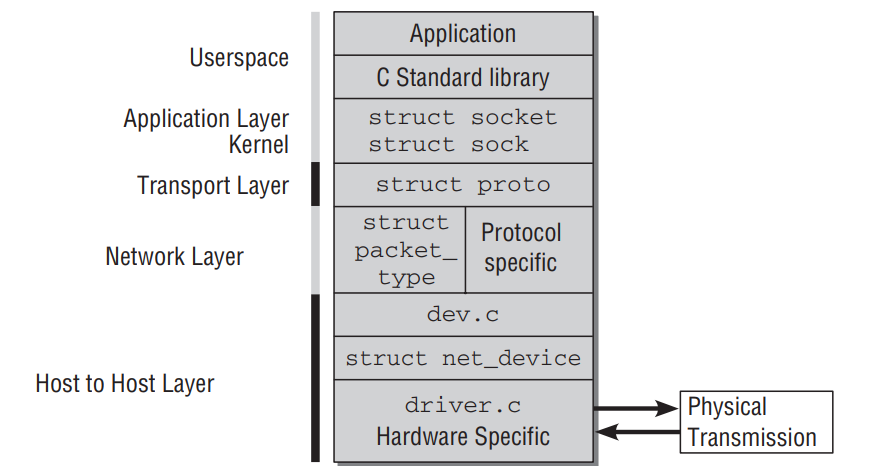 Userspace
Application
C Standard library
Application Layer
Kernel
struct socket
struct sock
Transport Layer
struct proto
Network Layer
struct
packet_
type
Protocol
specific
Host to Host Layer
dev.c
struct net_device
driver.c
Hardware Specific
Physical
Transmission